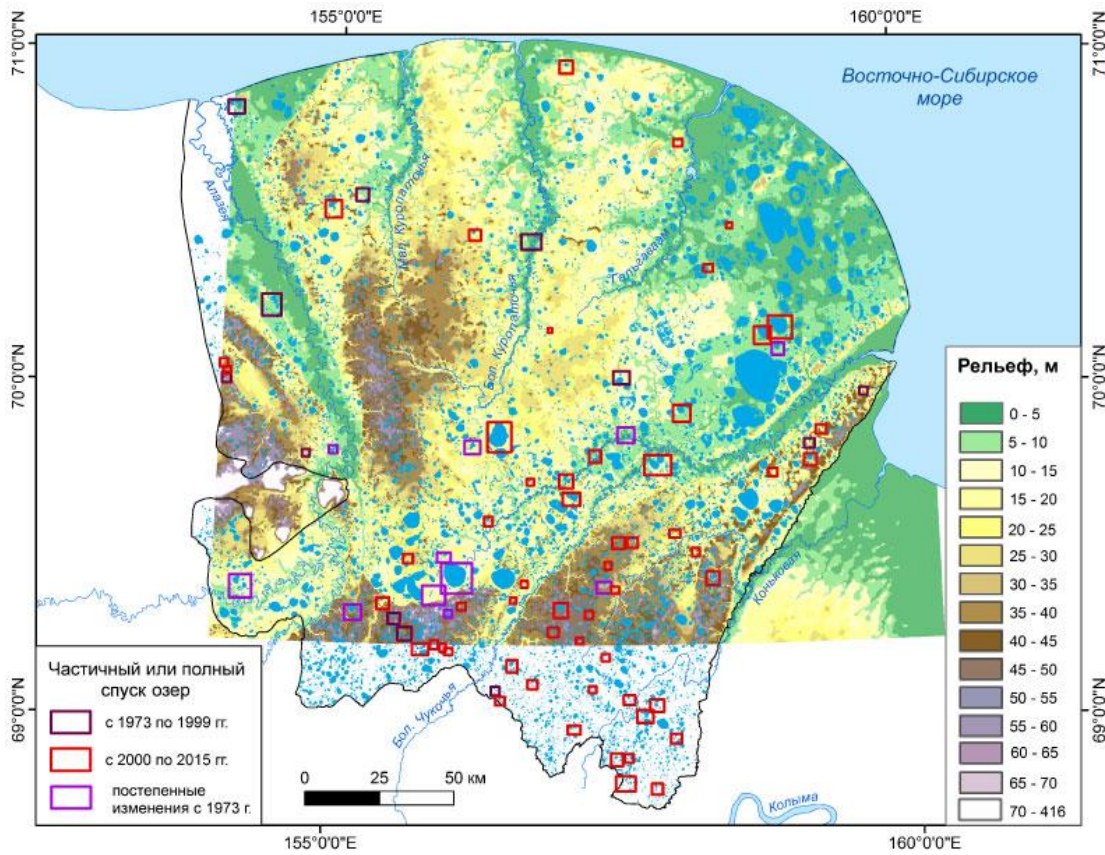 155°0'0"E
160°0'0"E
71°0'0"N
71°0'0"N
Восточно-Сибирское
море
Алазея
Мал. Куропаточья
Бол. Куропаточья
70°0'0"N
70°0'0"N
Рельеф, м
0 - 5
5 - 10
10 - 15
15 - 20
20 - 25
25 - 30
30 - 35
35 - 40
40 - 45
45 - 50
50 - 55
55 - 60
60 - 65
65 - 70
70 - 416
Коньковая
Частичный или полный
спуск озер
с 1973 по 1999 гг.
с 2000 по 2015 гг.
постепенные
изменения с 1973 г.
69°0'0"N
69°0'0"N
Бол. Чукочья
0 25 50 км
Колыма
155°0'0"E
160°0'0"E